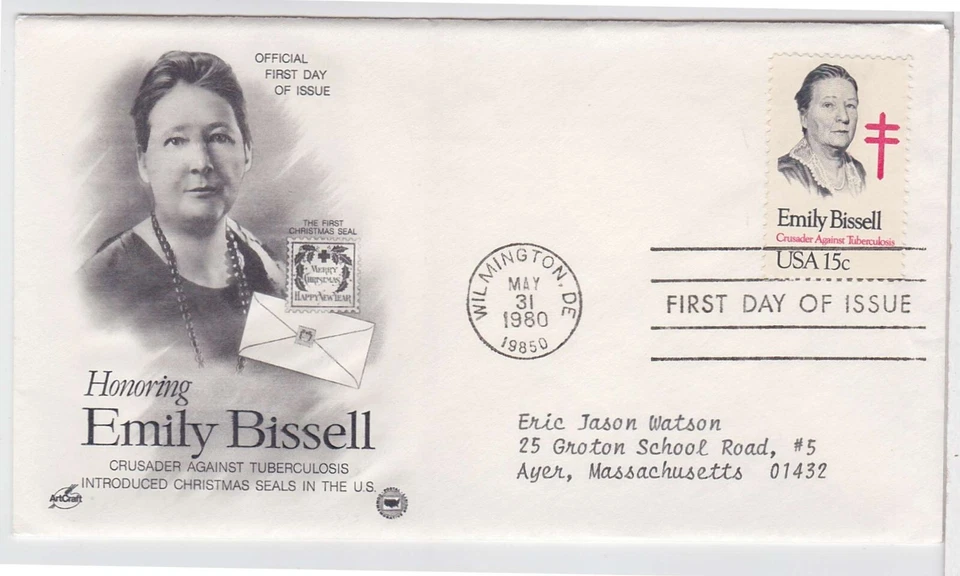 OFFICIAL
FIRST DAY
OF ISSUE
THE FIRST
CHRISTMAS SEAL
MERRY
CHRISTMAS
HAPPY NEW YEAR
Honoring
Emily Bissell
CRUSADER AGAINST TUBERCULOSIS
INTRODUCED CHRISTMAS SEALS IN THE U.S.
ArtCraft
WILMINGTON, DE
MAY
31
1980
19850
Emily Bissell
Crusader Against Tuberculosis
USA 15c
FIRST DAY OF ISSUE
Eric Jason Watson
25 Groton School Road, #5
Ayer, Massachusetts 01432